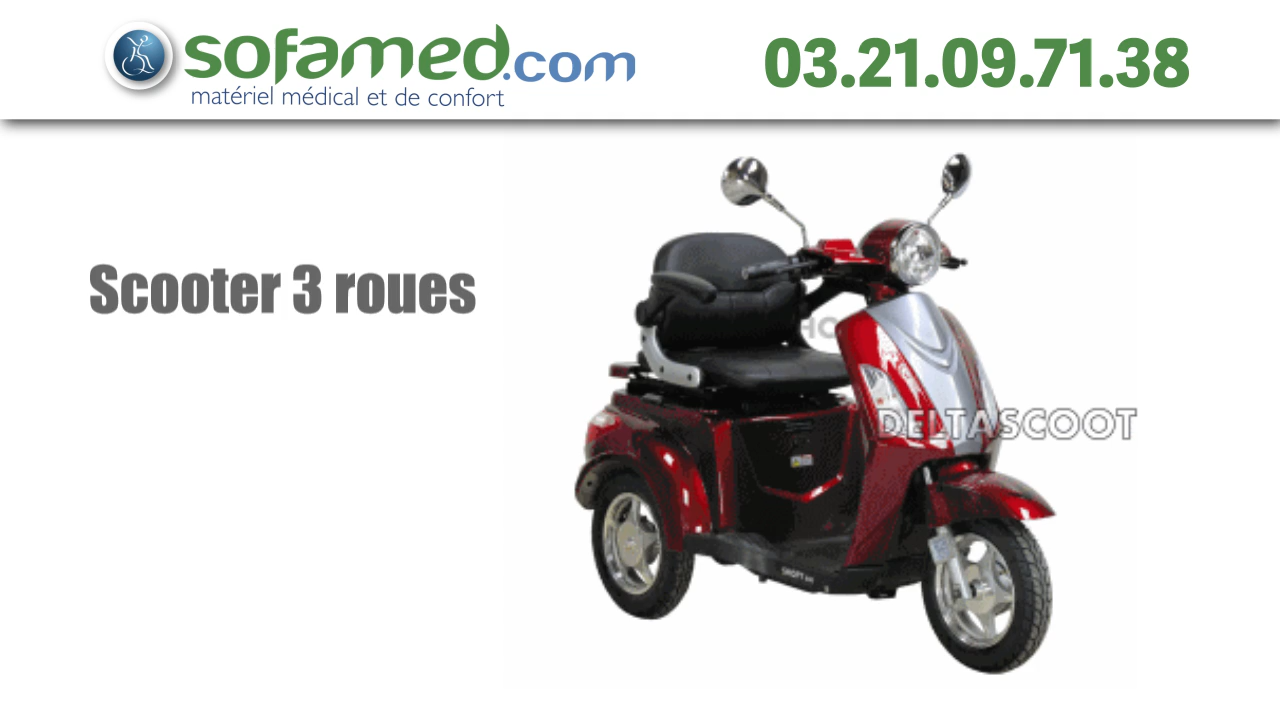 sofamed.com
matériel médical et de confort
03.21.09.71.38
Scooter 3 roues
DELTASCOOT